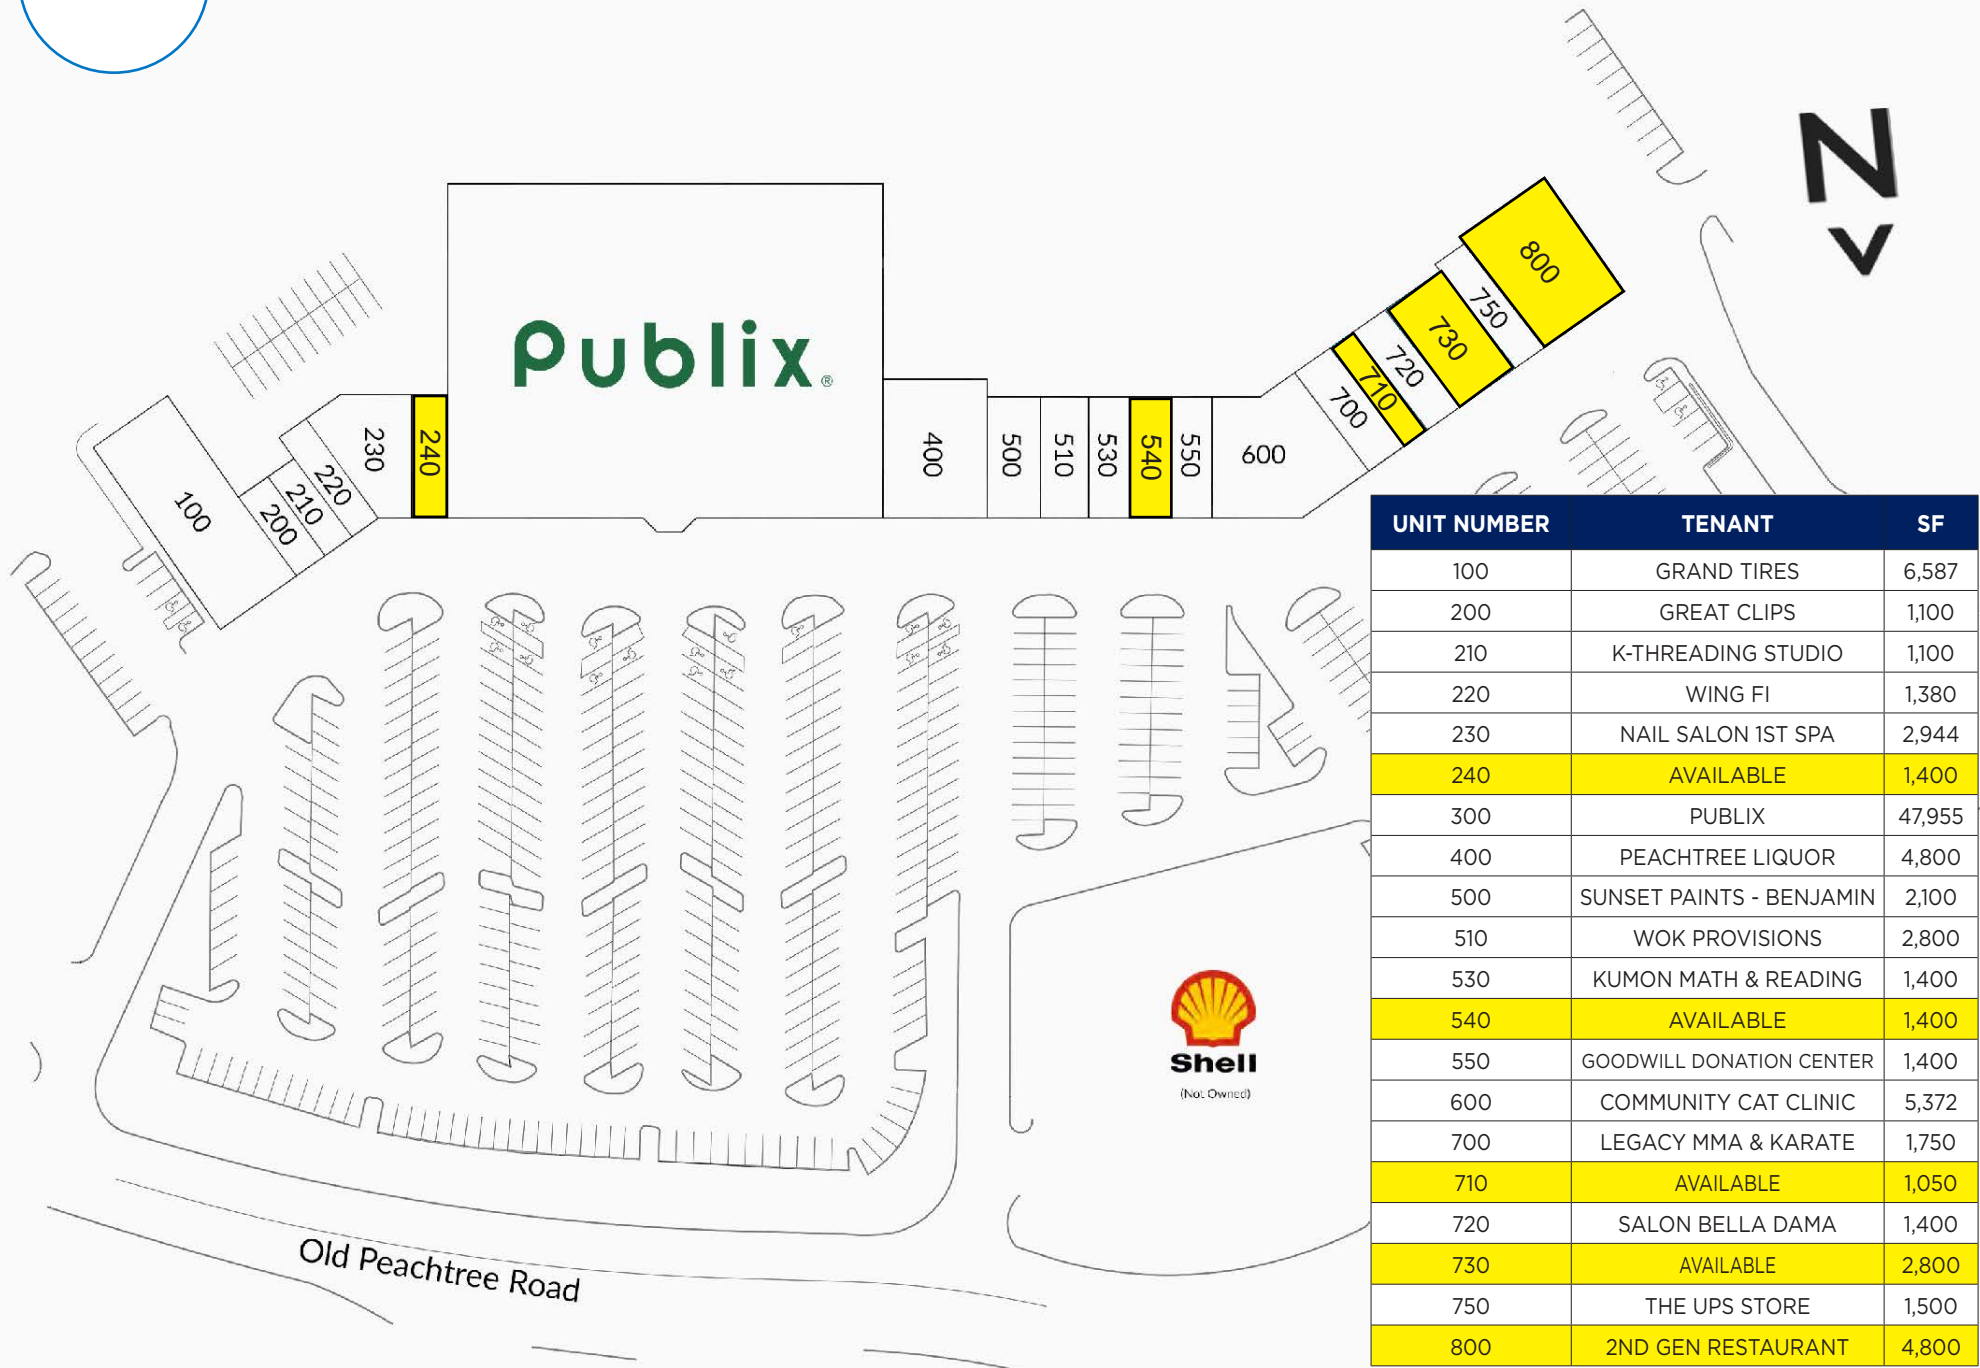 N
Publix®
800
750
730
720
710
700
240
230
220
210
200
100
400
500
510
530
540
550
600
UNIT NUMBER TENANT SF
100 GRAND TIRES 6,587
200 GREAT CLIPS 1,100
210 K-THREADING STUDIO 1,100
220 WING FI 1,380
230 NAIL SALON 1ST SPA 2,944
240 AVAILABLE 1,400
300 PUBLIX 47,955
400 PEACHTREE LIQUOR 4,800
500 SUNSET PAINTS - BENJAMIN 2,100
510 WOK PROVISIONS 2,800
530 KUMON MATH & READING 1,400
540 AVAILABLE 1,400
550 GOODWILL DONATION CENTER 1,400
600 COMMUNITY CAT CLINIC 5,372
700 LEGACY MMA & KARATE 1,750
710 AVAILABLE 1,050
720 SALON BELLA DAMA 1,400
730 AVAILABLE 2,800
750 THE UPS STORE 1,500
800 2ND GEN RESTAURANT 4,800
Shell
(Not Owned)
Old Peachtree Road